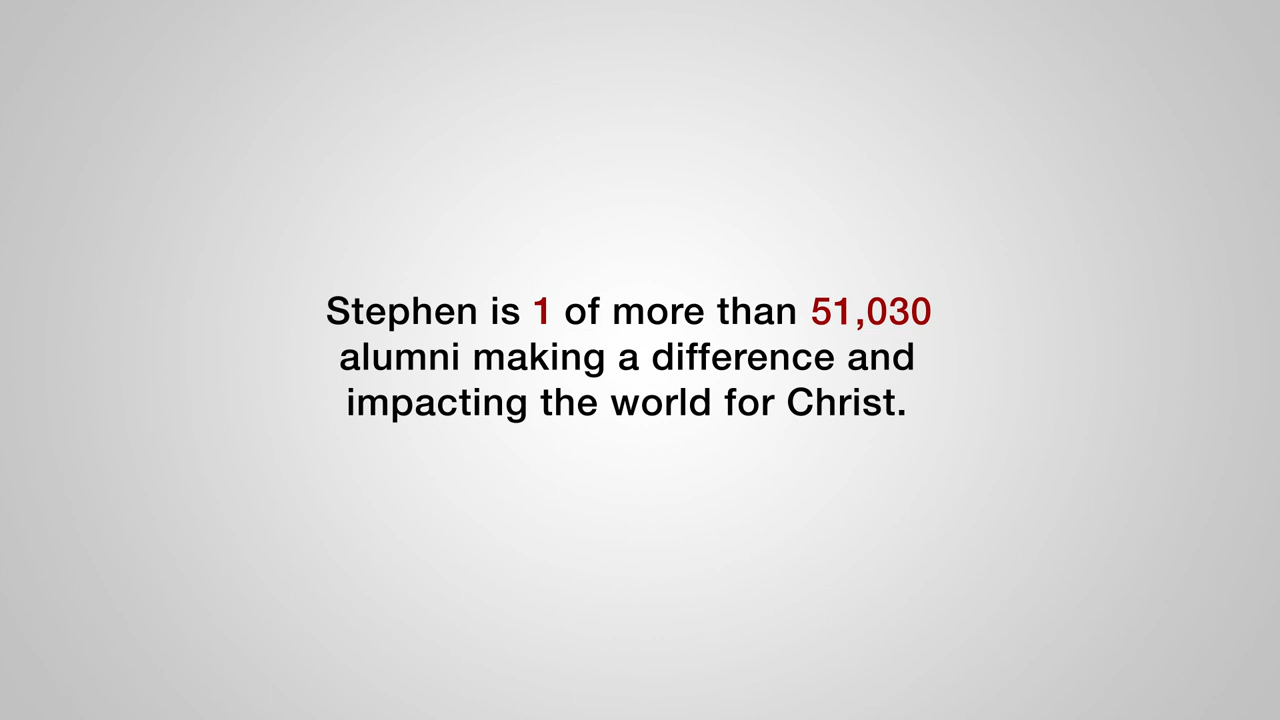 Stephen is 1 of more than 51,030
alumni making a difference and
impacting the world for Christ.